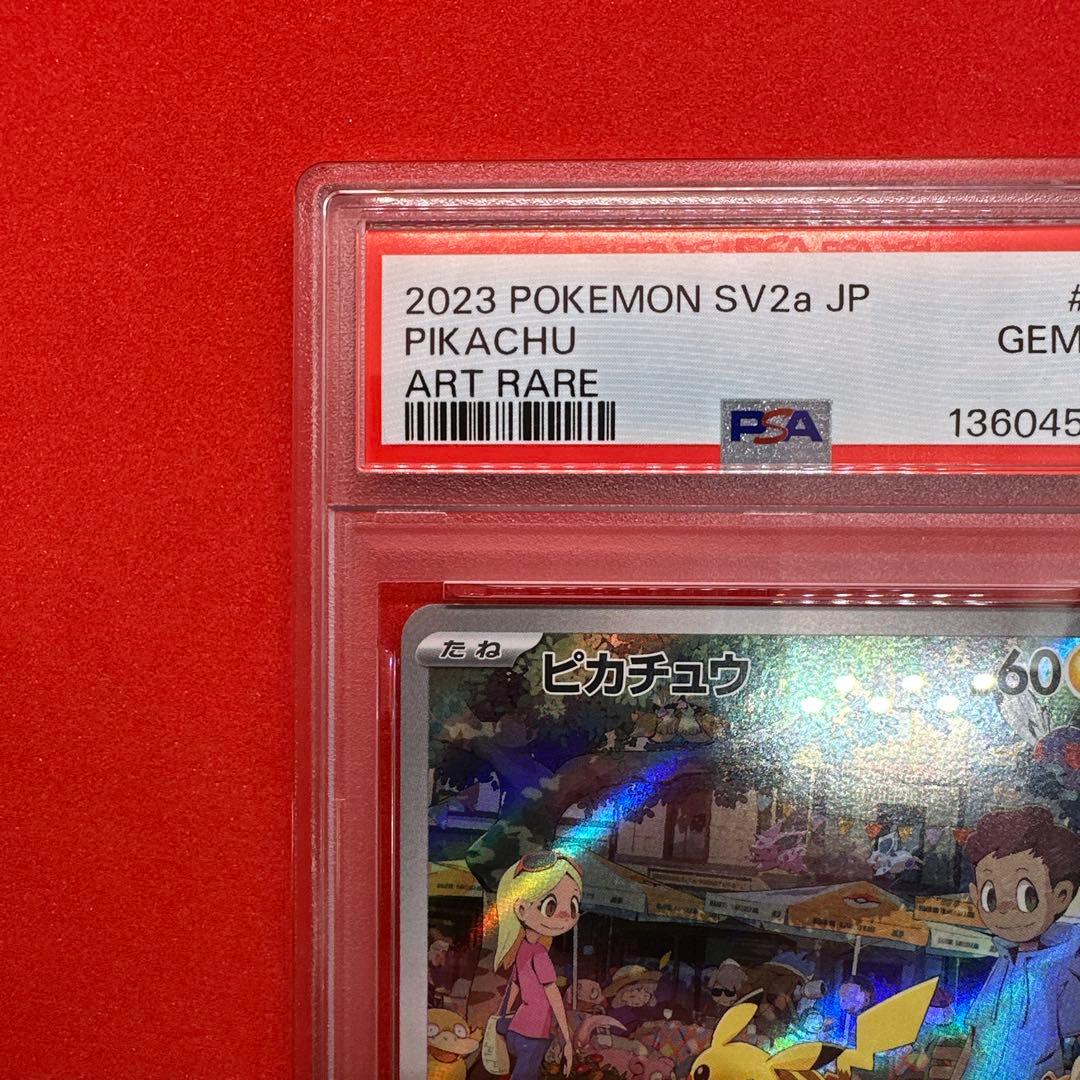 2023 POKEMON SV2a JP #
PIKACHU GEM
ART RARE
PSA 136045
たね ピカチュウ 60